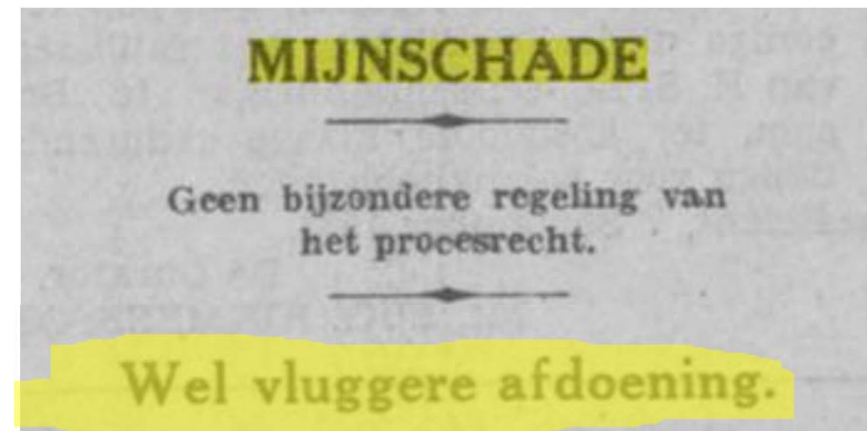 MIJNSCHADE
Geen bijzondere regeling van
het procesrecht.
Wel vluggere afdoening.